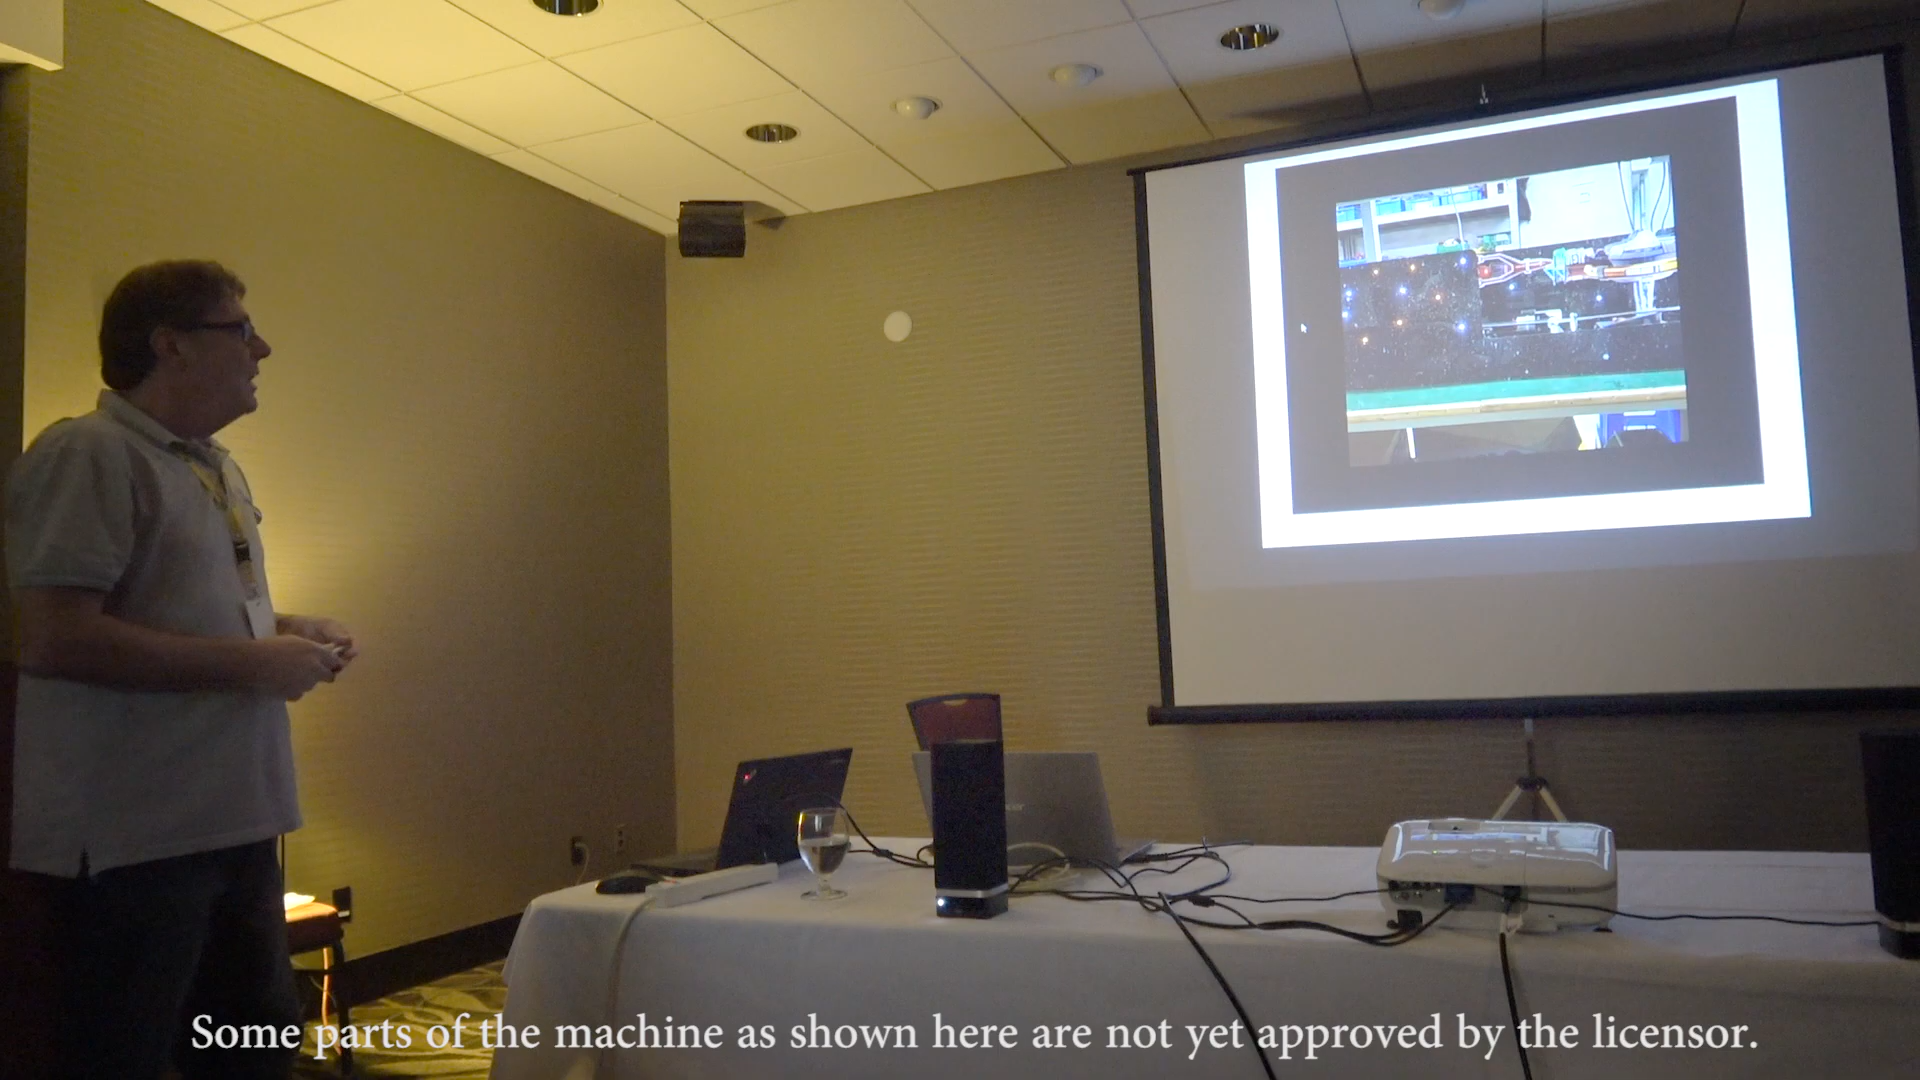 Some parts of the machine as shown here are not yet approved by the licensor.